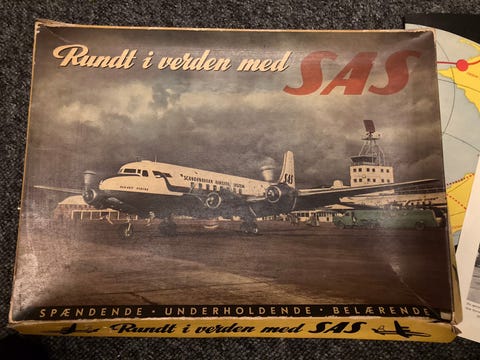 Rundt i verden med SAS
SCANDINAVIAN AIRLINES SYSTEM
SAS
SPÆNDENDE · UNDERHOLDENDE · BELÆRENDE
Rundt i verden med SAS